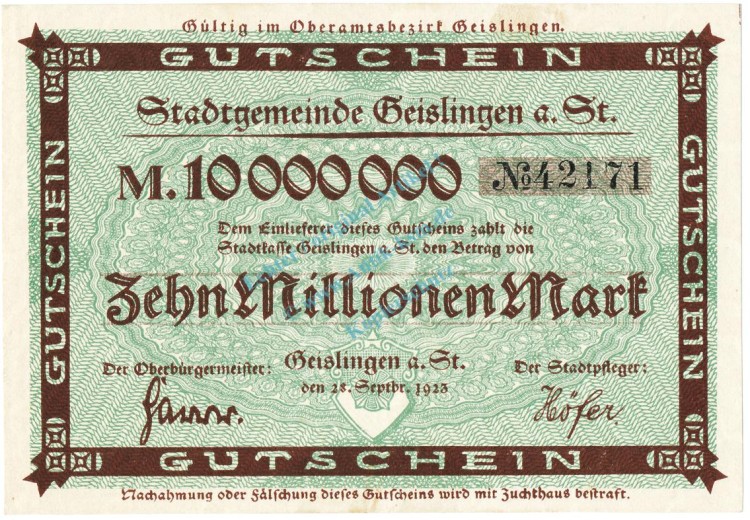 Gültig im Oberamtsbezirk Geislingen.
GUTSCHEIN
GUTSCHEIN
GUTSCHEIN
Stadtgemeinde Geislingen a. St.
M. 10 000 000 № 42171
Dem Einlieferer dieses Gutscheins zahlt die
Stadtkasse Geislingen a. St. den Betrag von
Zehn Millionen Mark
Der Oberbürgermeister: Geislingen a. St. Der Stadtpfleger:
den 28. Septbr. 1923
Höfer.
GUTSCHEIN
Nachahmung oder Fälschung dieses Gutscheins wird mit Zuchthaus bestraft.